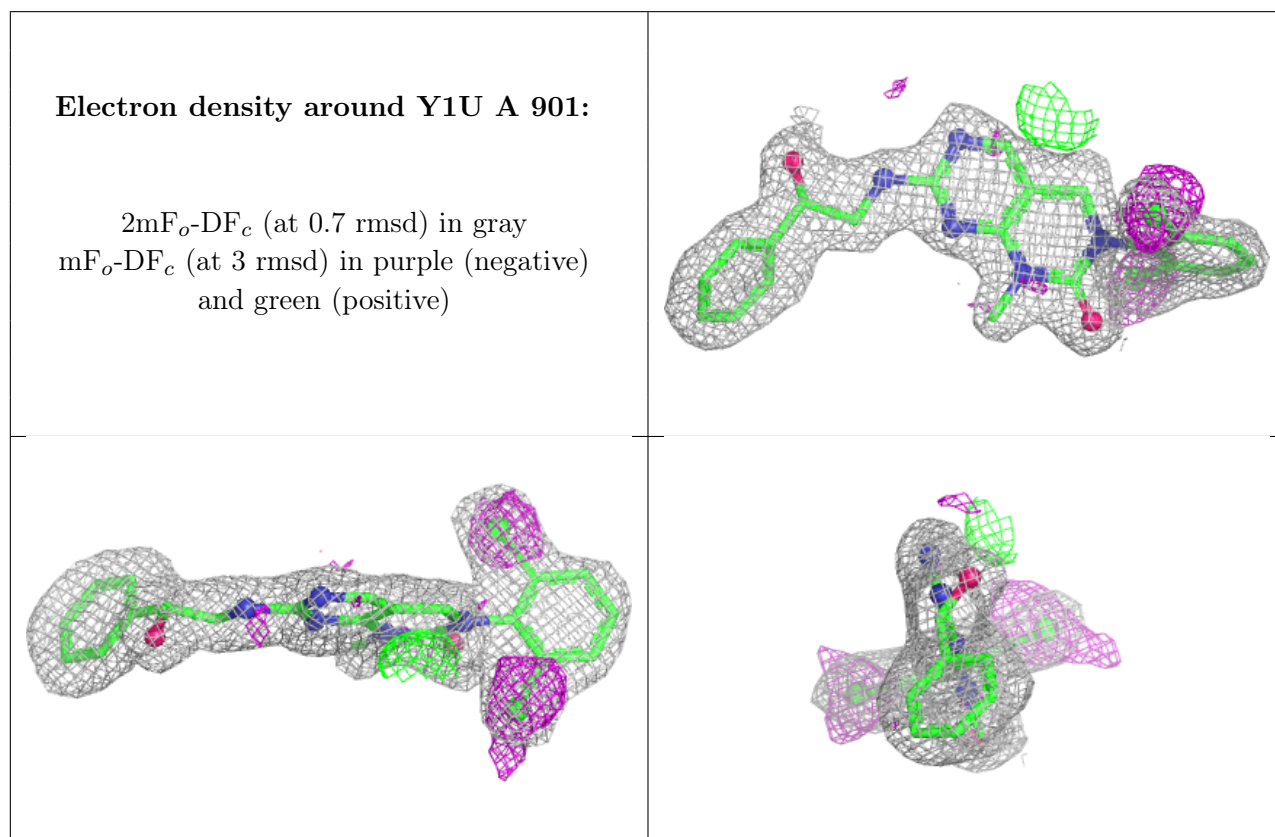 Electron density around Y1U A 901:
2mFo-DFc (at 0.7 rmsd) in gray
mFo-DFc (at 3 rmsd) in purple (negative)
and green (positive)